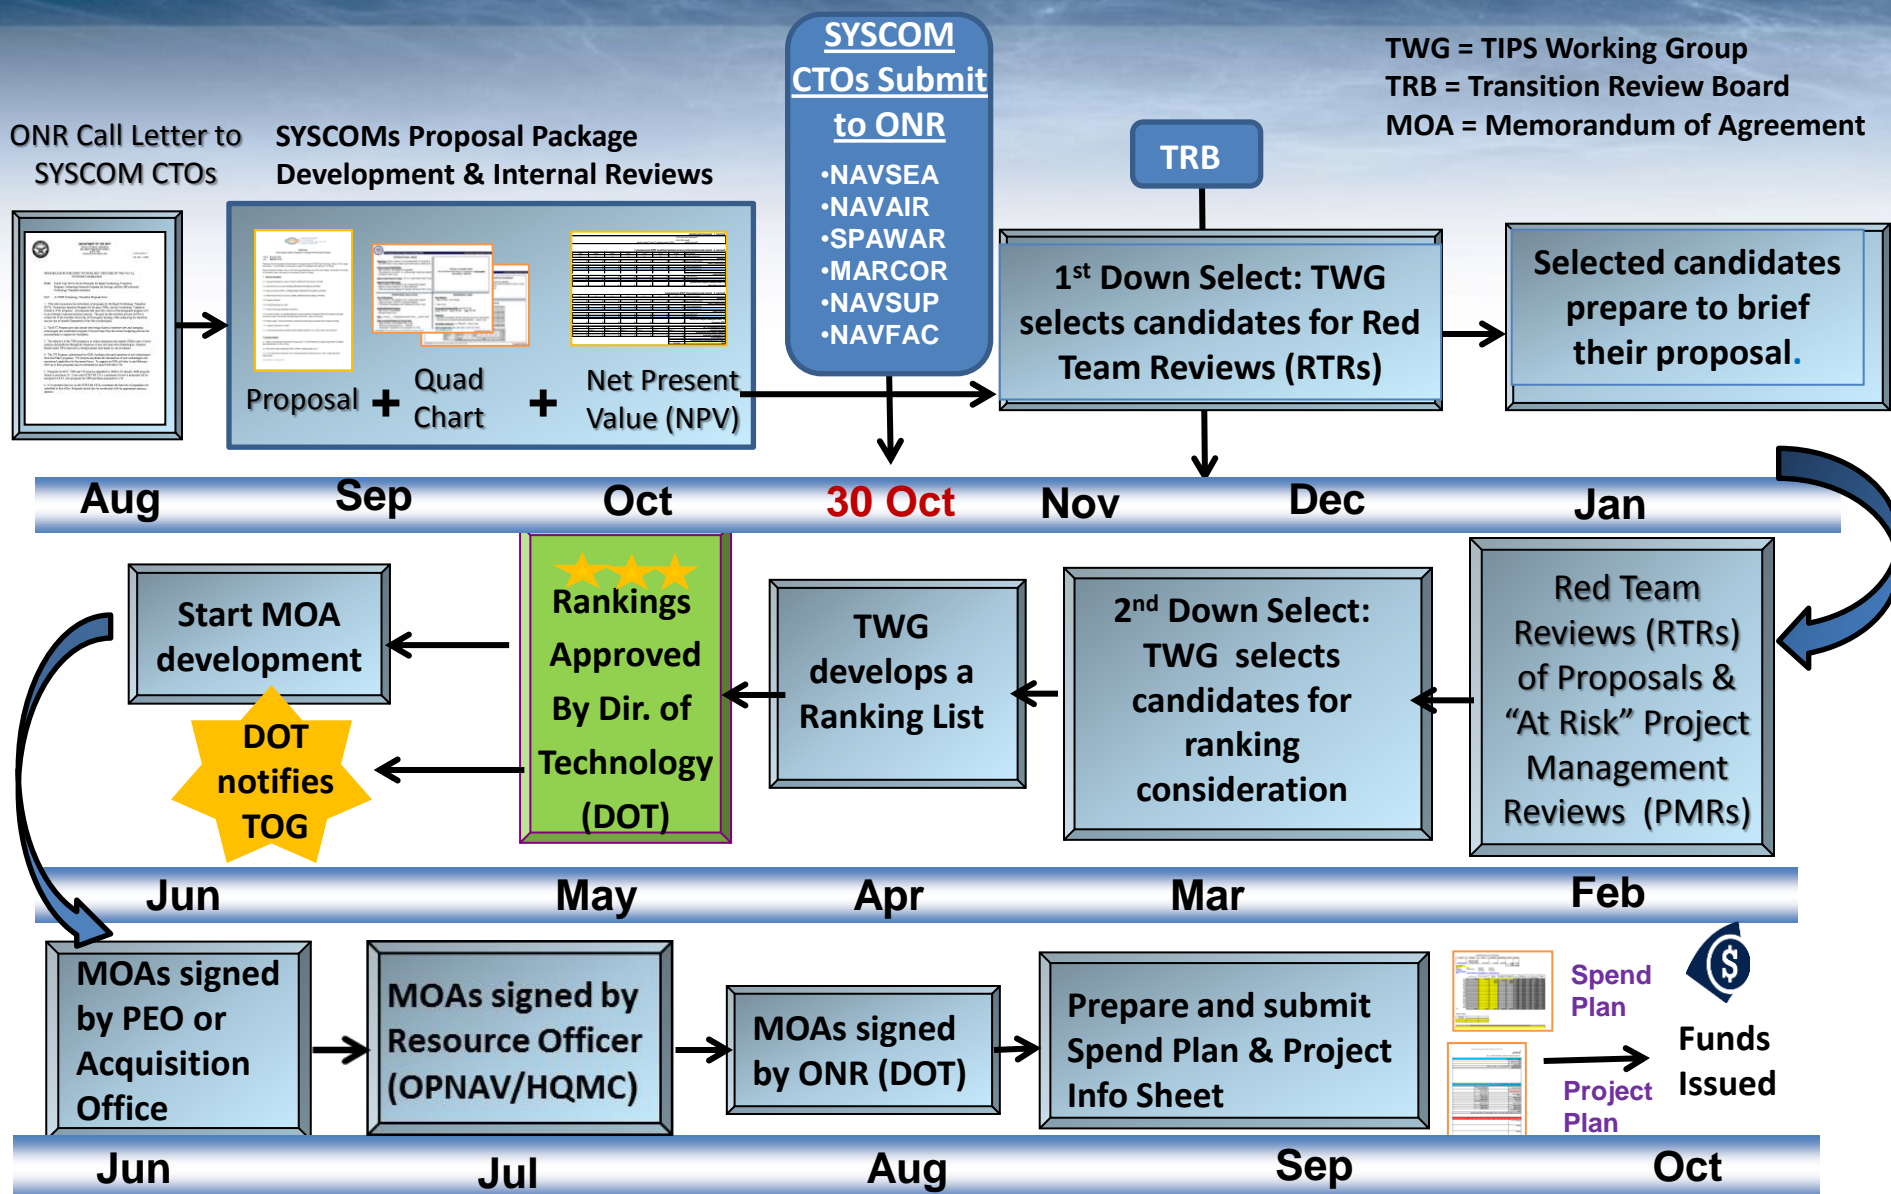 TWG = TIPS Working Group
TRB = Transition Review Board
MOA = Memorandum of Agreement
ONR Call Letter to
SYSCOM CTOs
SYSCOMs Proposal Package
Development & Internal Reviews
Proposal
+
Quad
Chart
+
Net Present
Value (NPV)
SYSCOM
CTOs Submit
to ONR
•NAVSEA
•NAVAIR
•SPAWAR
•MARCOR
•NAVSUP
•NAVFAC
TRB
1st Down Select: TWG
selects candidates for Red
Team Reviews (RTRs)
Selected candidates
prepare to brief
their proposal.
Aug
Sep
Oct
30 Oct
Nov
Dec
Jan
Red Team
Reviews (RTRs)
of Proposals &
“At Risk” Project
Management
Reviews (PMRs)
2nd Down Select:
TWG selects
candidates for
ranking
consideration
TWG
develops a
Ranking List
Rankings
Approved
By Dir. of
Technology
(DOT)
Start MOA
development
DOT
notifies
TOG
Jun
May
Apr
Mar
Feb
MOAs signed
by PEO or
Acquisition
Office
MOAs signed by
Resource Officer
(OPNAV/HQMC)
MOAs signed
by ONR (DOT)
Prepare and submit
Spend Plan & Project
Info Sheet
Spend
Plan
Project
Plan
$
Funds
Issued
Jun
Jul
Aug
Sep
Oct